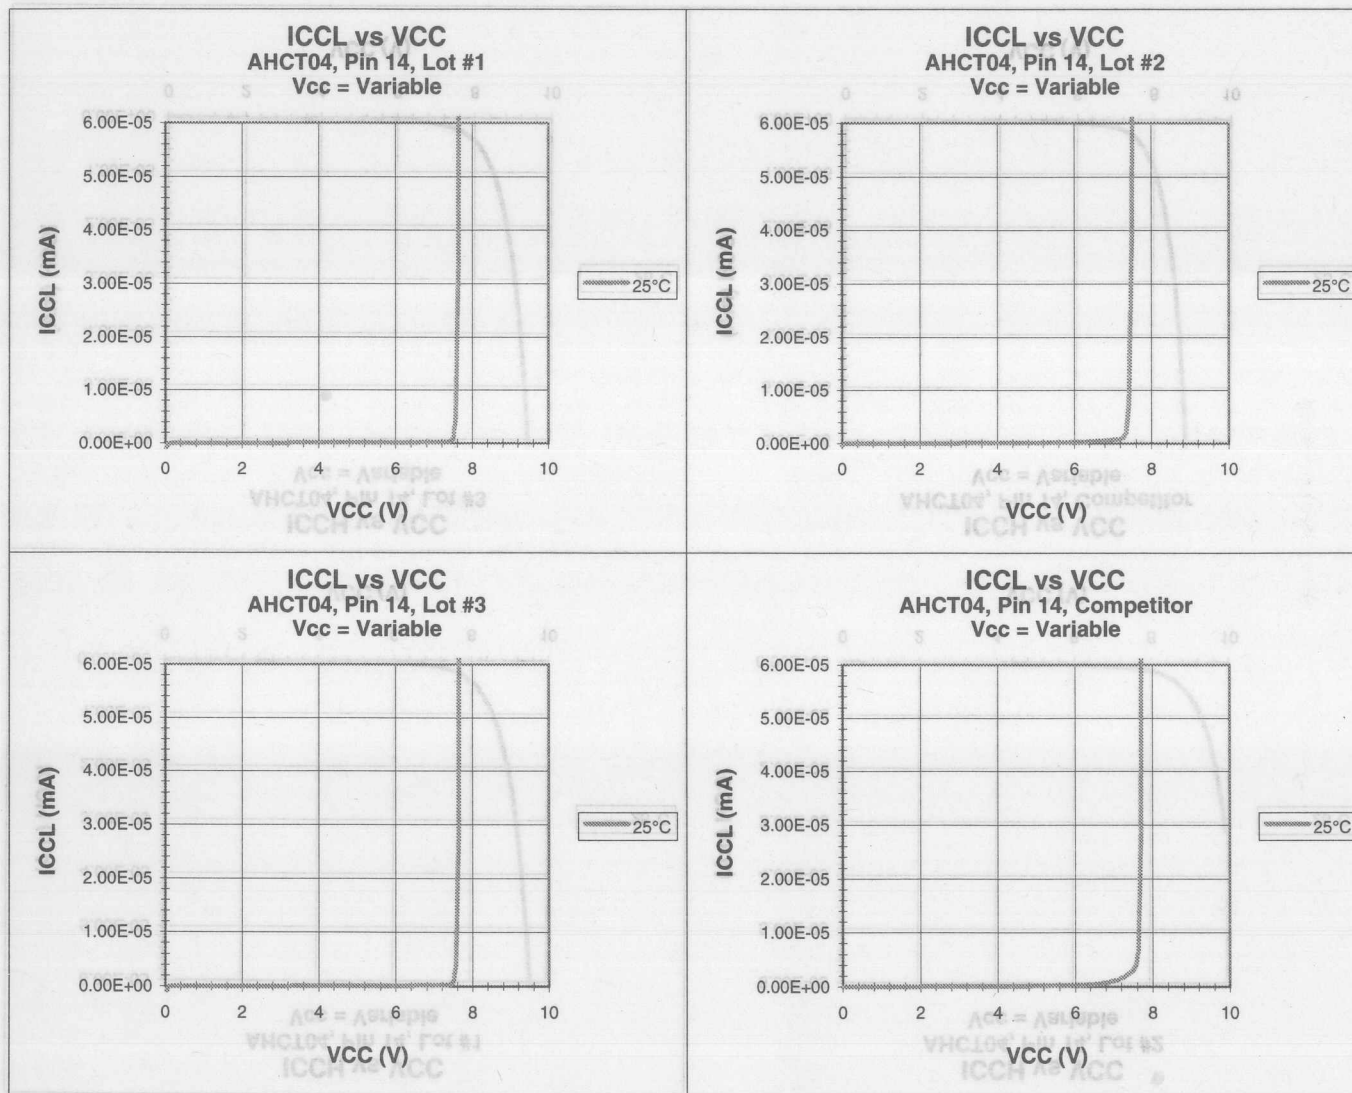 ICCL vs VCC
AHCT04, Pin 14, Lot #1
Vcc = Variable
6.00E-05
5.00E-05
4.00E-05
3.00E-05
2.00E-05
1.00E-05
0.00E+00
ICCL (mA)
0 2 4 6 8 10
VCC (V)
25°C
ICCL vs VCC
AHCT04, Pin 14, Lot #2
Vcc = Variable
6.00E-05
5.00E-05
4.00E-05
3.00E-05
2.00E-05
1.00E-05
0.00E+00
ICCL (mA)
0 2 4 6 8 10
VCC (V)
25°C
ICCL vs VCC
AHCT04, Pin 14, Lot #3
Vcc = Variable
6.00E-05
5.00E-05
4.00E-05
3.00E-05
2.00E-05
1.00E-05
0.00E+00
ICCL (mA)
0 2 4 6 8 10
VCC (V)
25°C
ICCL vs VCC
AHCT04, Pin 14, Competitor
Vcc = Variable
6.00E-05
5.00E-05
4.00E-05
3.00E-05
2.00E-05
1.00E-05
0.00E+00
ICCL (mA)
0 2 4 6 8 10
VCC (V)
25°C